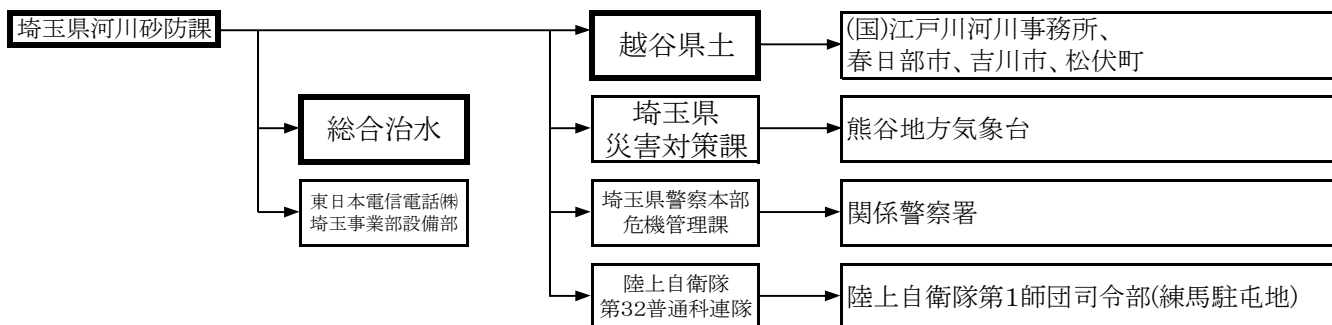 埼玉県河川砂防課
越谷県土
(国)江戸川河川事務所、
春日部市、吉川市、松伏町
総合治水
埼玉県
災害対策課
熊谷地方気象台
東日本電信電話㈱
埼玉事業部設備部
埼玉県警察本部
危機管理課
関係警察署
陸上自衛隊
第32普通科連隊
陸上自衛隊第1師団司令部(練馬駐屯地)